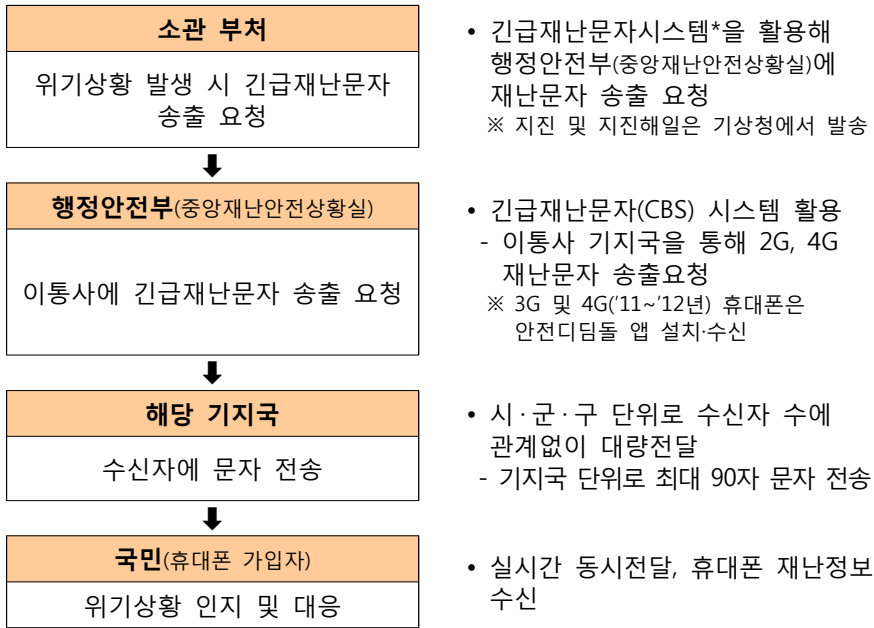 소관 부처
위기상황 발생 시 긴급재난문자
송출 요청
• 긴급재난문자시스템*을 활용해
행정안전부(중앙재난안전상황실)에
재난문자 송출 요청
※ 지진 및 지진해일은 기상청에서 발송
행정안전부(중앙재난안전상황실)
이통사에 긴급재난문자 송출 요청
• 긴급재난문자(CBS) 시스템 활용
- 이통사 기지국을 통해 2G, 4G
재난문자 송출요청
※ 3G 및 4G('11~'12년) 휴대폰은
안전디딤돌 앱 설치·수신
해당 기지국
수신자에 문자 전송
• 시·군·구 단위로 수신자 수에
관계없이 대량전달
- 기지국 단위로 최대 90자 문자 전송
국민(휴대폰 가입자)
위기상황 인지 및 대응
• 실시간 동시전달, 휴대폰 재난정보
수신